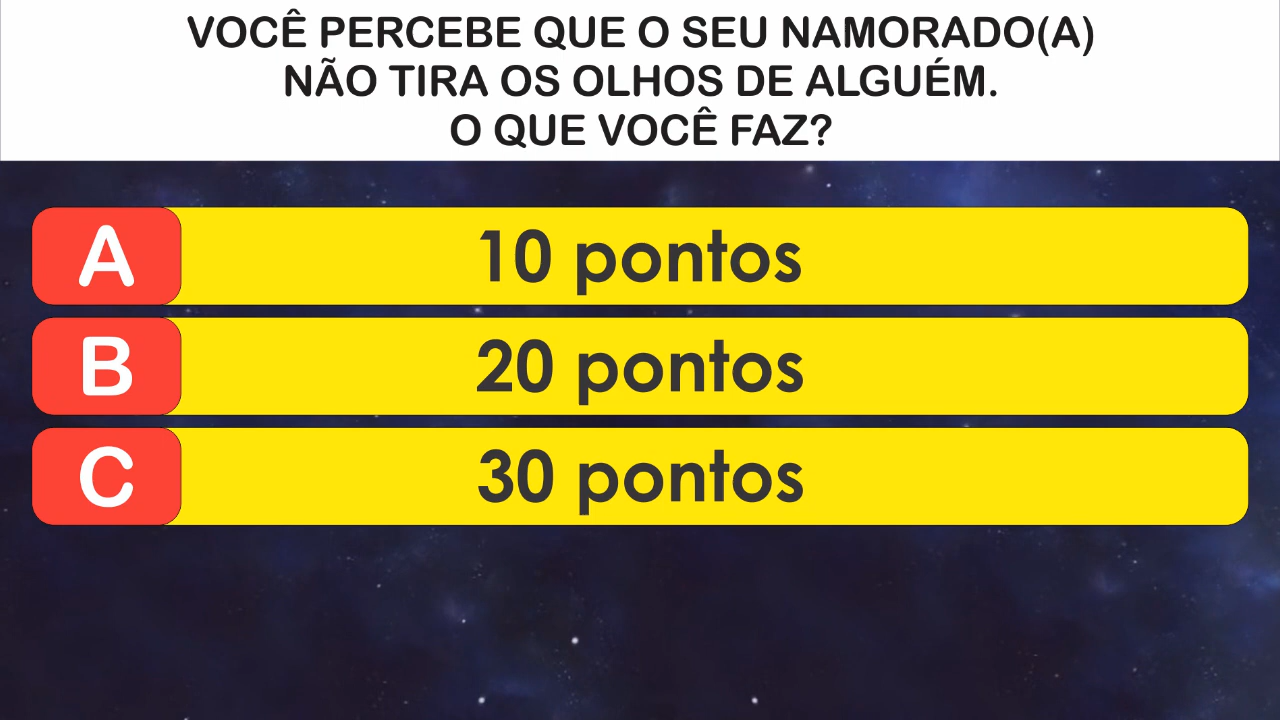 VOCÊ PERCEBE QUE O SEU NAMORADO(A)
NÃO TIRA OS OLHOS DE ALGUÉM.
O QUE VOCÊ FAZ?
A 10 pontos
B 20 pontos
C 30 pontos